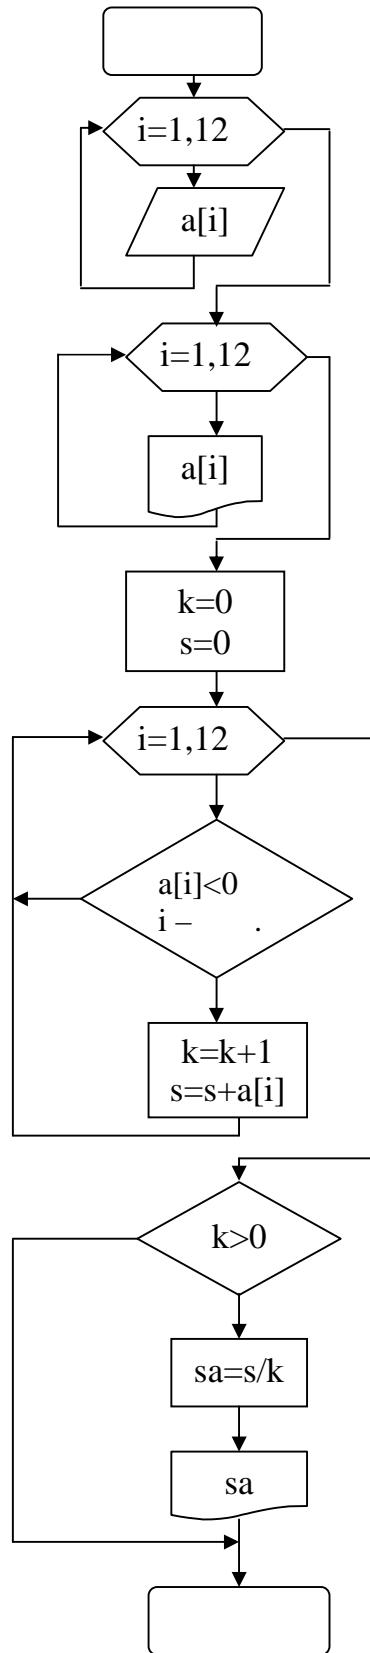 i=1,12
a[i]
i=1,12
a[i]
k=0
s=0
i=1,12
a[i]<0
i – .
k=k+1
s=s+a[i]
k>0
sa=s/k
sa